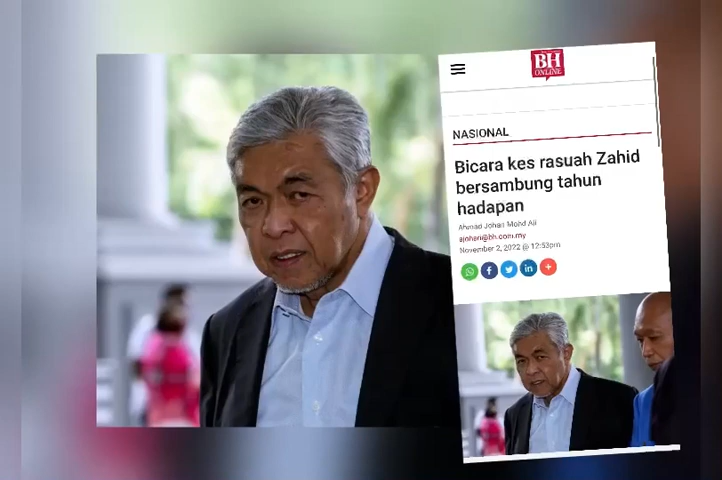 BH
ONLINE
NASIONAL
Bicara kes rasuah Zahid
bersambung tahun
hadapan
Ahmad Johan Mohd Ali
ajohari@bh.com.my
November 2, 2022 @ 12:53pm